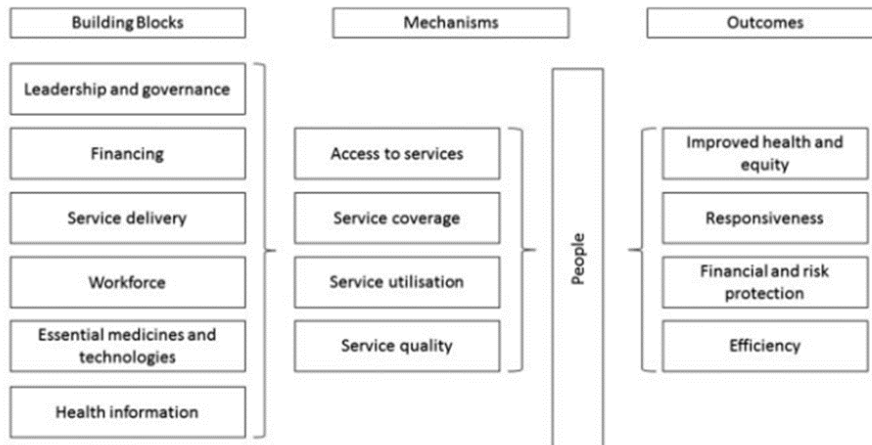 Building Blocks
Mechanisms
Outcomes
Leadership and governance
Financing
Service delivery
Workforce
Essential medicines and
technologies
Health information
Access to services
Service coverage
Service utilisation
Service quality
People
Improved health and
equity
Responsiveness
Financial and risk
protection
Efficiency